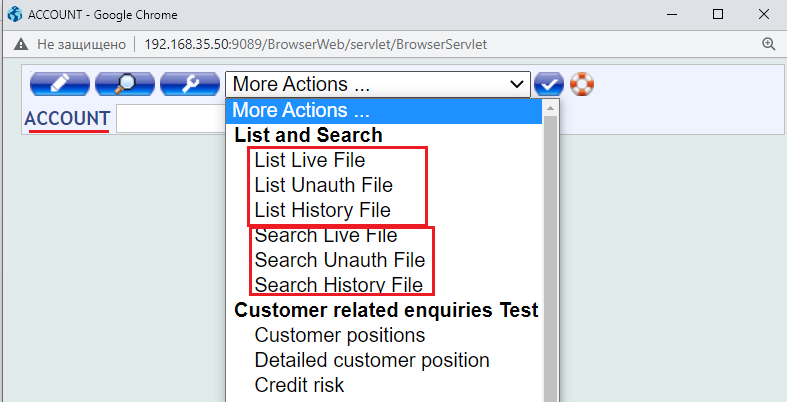 ACCOUNT - Google Chrome
Не защищено | 192.168.35.50:9089/BrowserWeb/servlet/BrowserServlet
More Actions ...
ACCOUNT
More Actions ...
List and Search
List Live File
List Unauth File
List History File
Search Live File
Search Unauth File
Search History File
Customer related enquiries Test
Customer positions
Detailed customer position
Credit risk